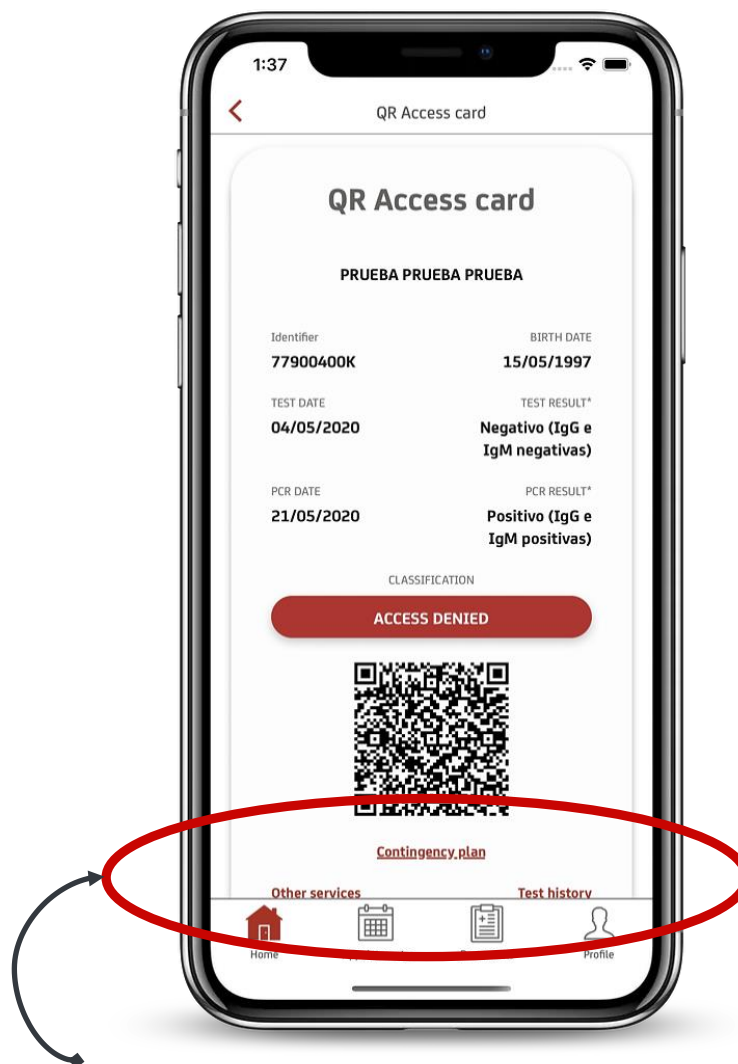 1:37
QR Access card
QR Access card
PRUEBA PRUEBA PRUEBA
Identifier BIRTH DATE
77900400K 15/05/1997
TEST DATE TEST RESULT*
04/05/2020 Negativo (IgG e
IgM negativas)
PCR DATE PCR RESULT*
21/05/2020 Positivo (IgG e
IgM positivas)
CLASSIFICATION
ACCESS DENIED
Contingency plan
Other services Test history
Home Profile